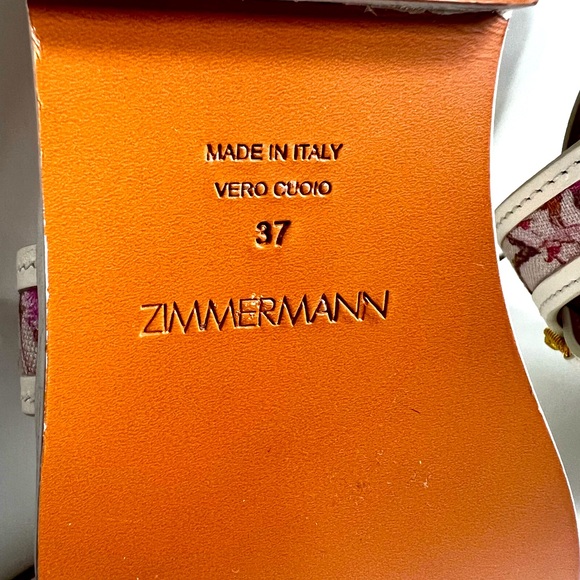 MADE IN ITALY
VERO CUOIO
37
ZIMMERMANN